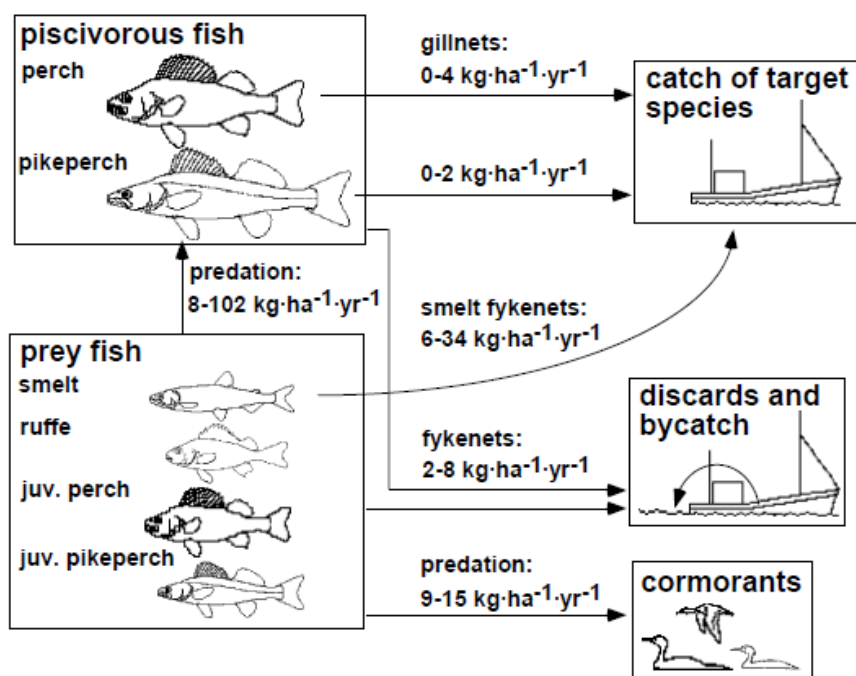 piscivorous fish
perch
pikeperch
gillnets:
0-4 kg·ha⁻¹·yr⁻¹
0-2 kg·ha⁻¹·yr⁻¹
catch of target
species
predation:
8-102 kg·ha⁻¹·yr⁻¹
smelt fykenets:
6-34 kg·ha⁻¹·yr⁻¹
prey fish
smelt
ruffe
juv. perch
juv. pikeperch
fykenets:
2-8 kg·ha⁻¹·yr⁻¹
discards and
bycatch
predation:
9-15 kg·ha⁻¹·yr⁻¹
cormorants